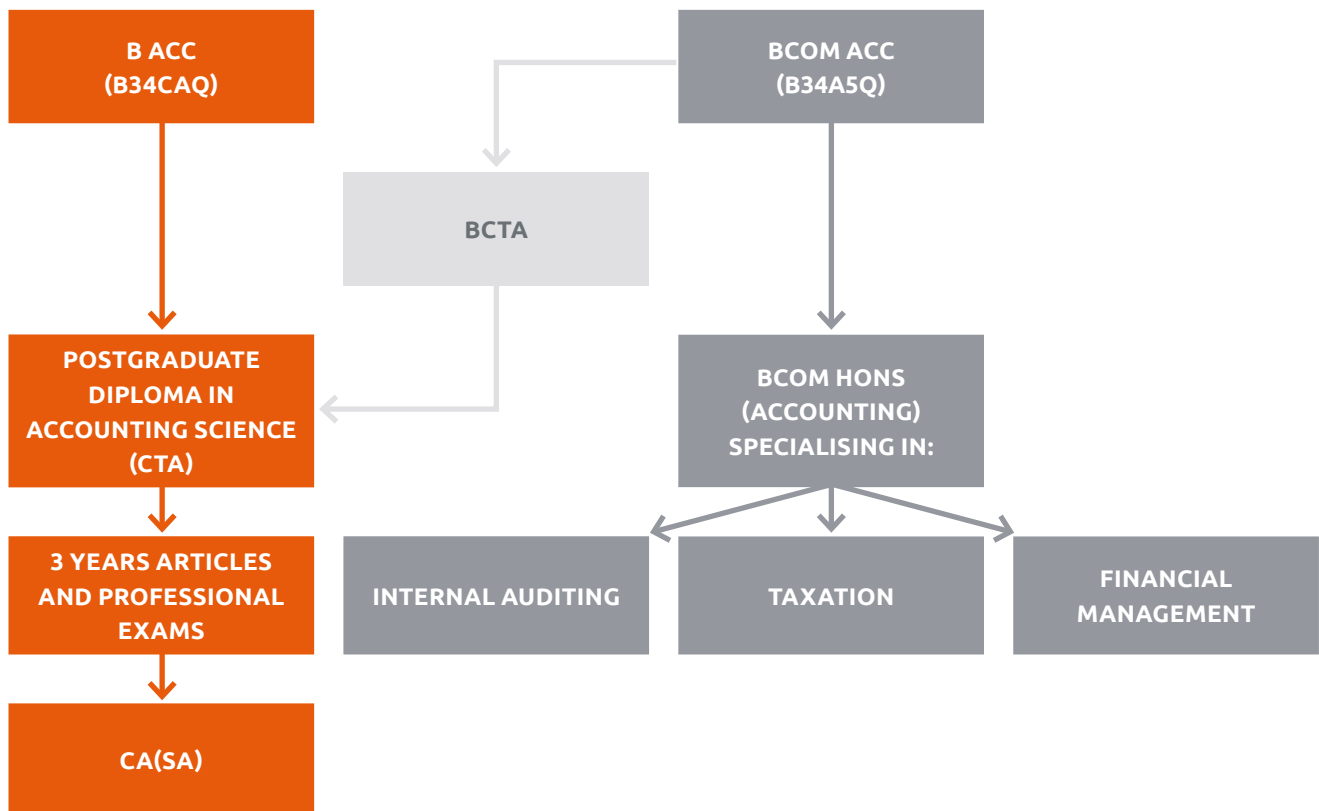 B ACC
(B34CAQ)
BCOM ACC
(B34A5Q)
BCTA
POSTGRADUATE
DIPLOMA IN
ACCOUNTING SCIENCE
(CTA)
BCOM HONS
(ACCOUNTING)
SPECIALISING IN:
3 YEARS ARTICLES
AND PROFESSIONAL
EXAMS
INTERNAL AUDITING
TAXATION
FINANCIAL
MANAGEMENT
CA(SA)